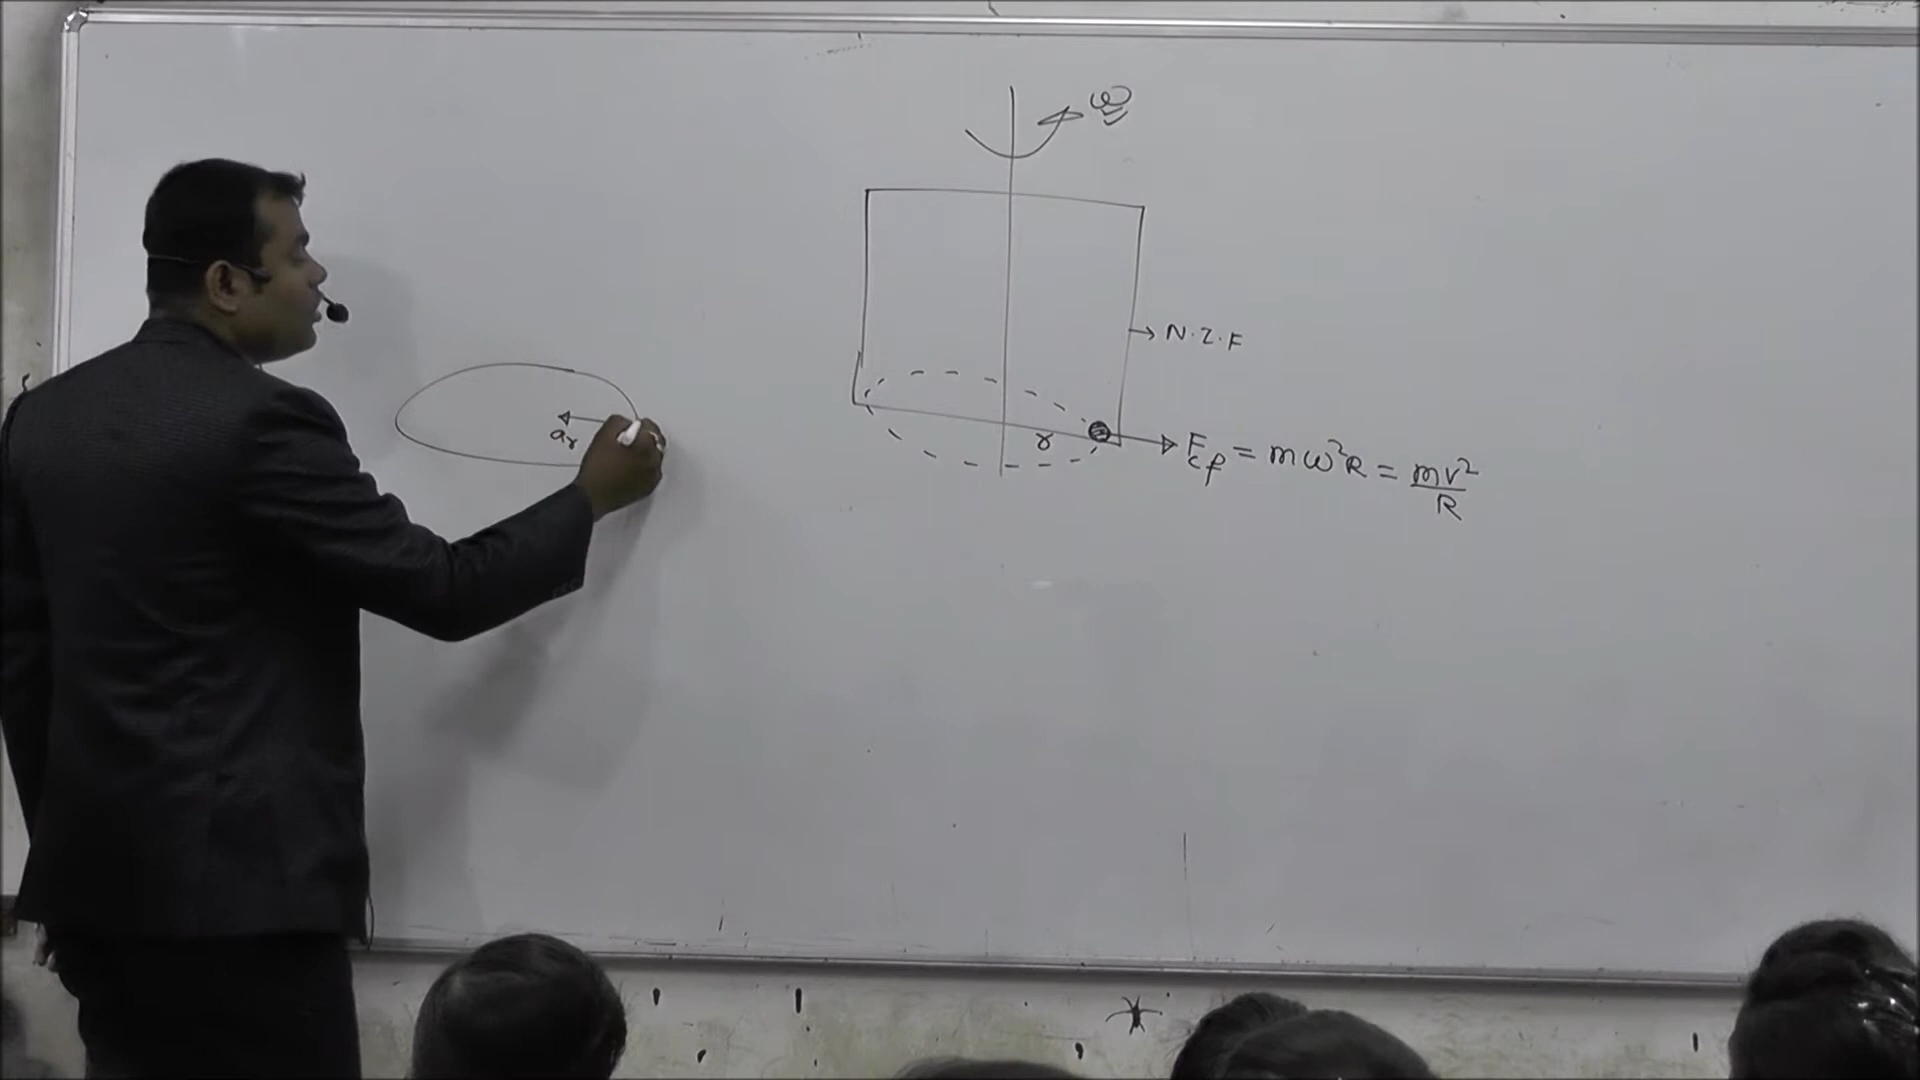 ω
→ N.I.F
a_r
r
F_cf = mω²R = mv²/R